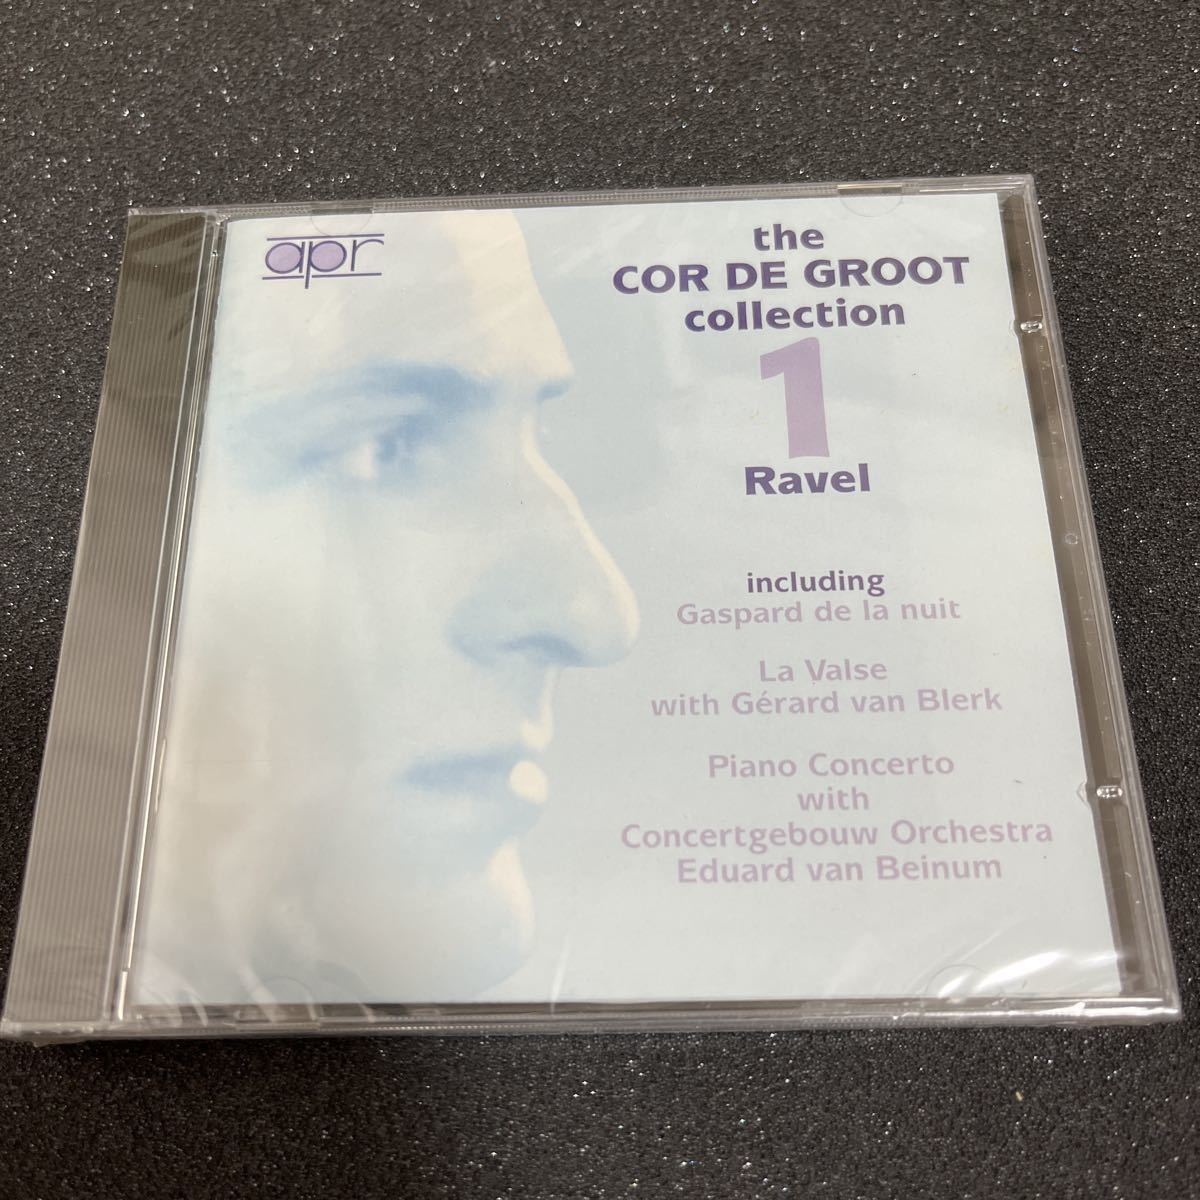 apr
the
COR DE GROOT
collection
1
Ravel
including
Gaspard de la nuit
La Valse
with Gérard van Blerk
Piano Concerto
with
Concertgebouw Orchestra
Eduard van Beinum